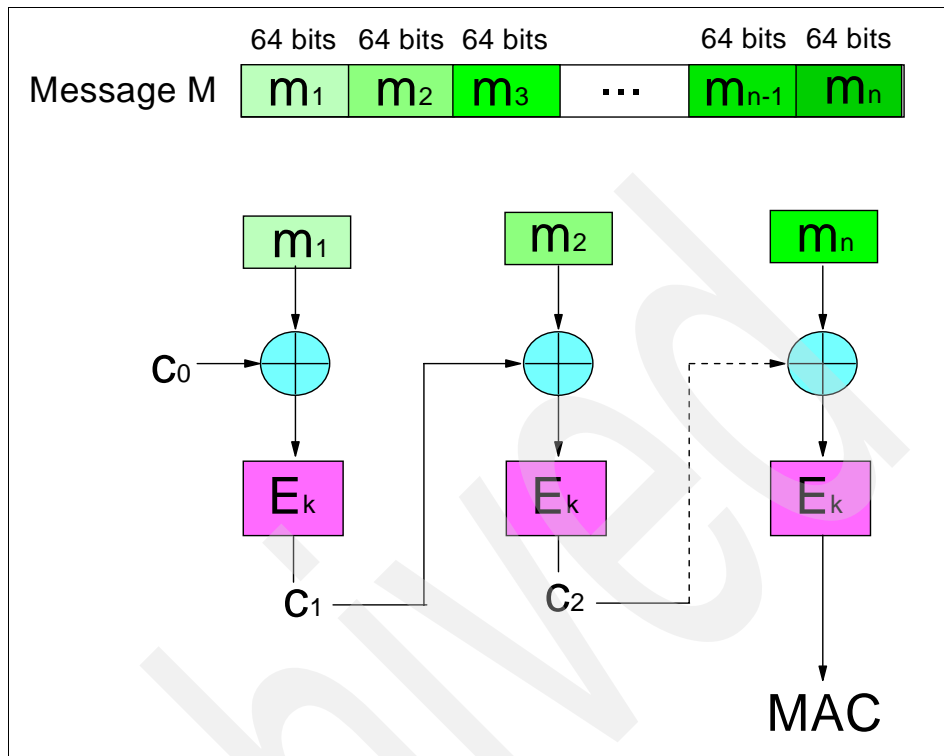 64 bits 64 bits 64 bits 64 bits 64 bits
Message M m1 m2 m3 ... mn-1 mn
m1 m2 mn
c0
Ek Ek Ek
c1 c2
MAC
hived